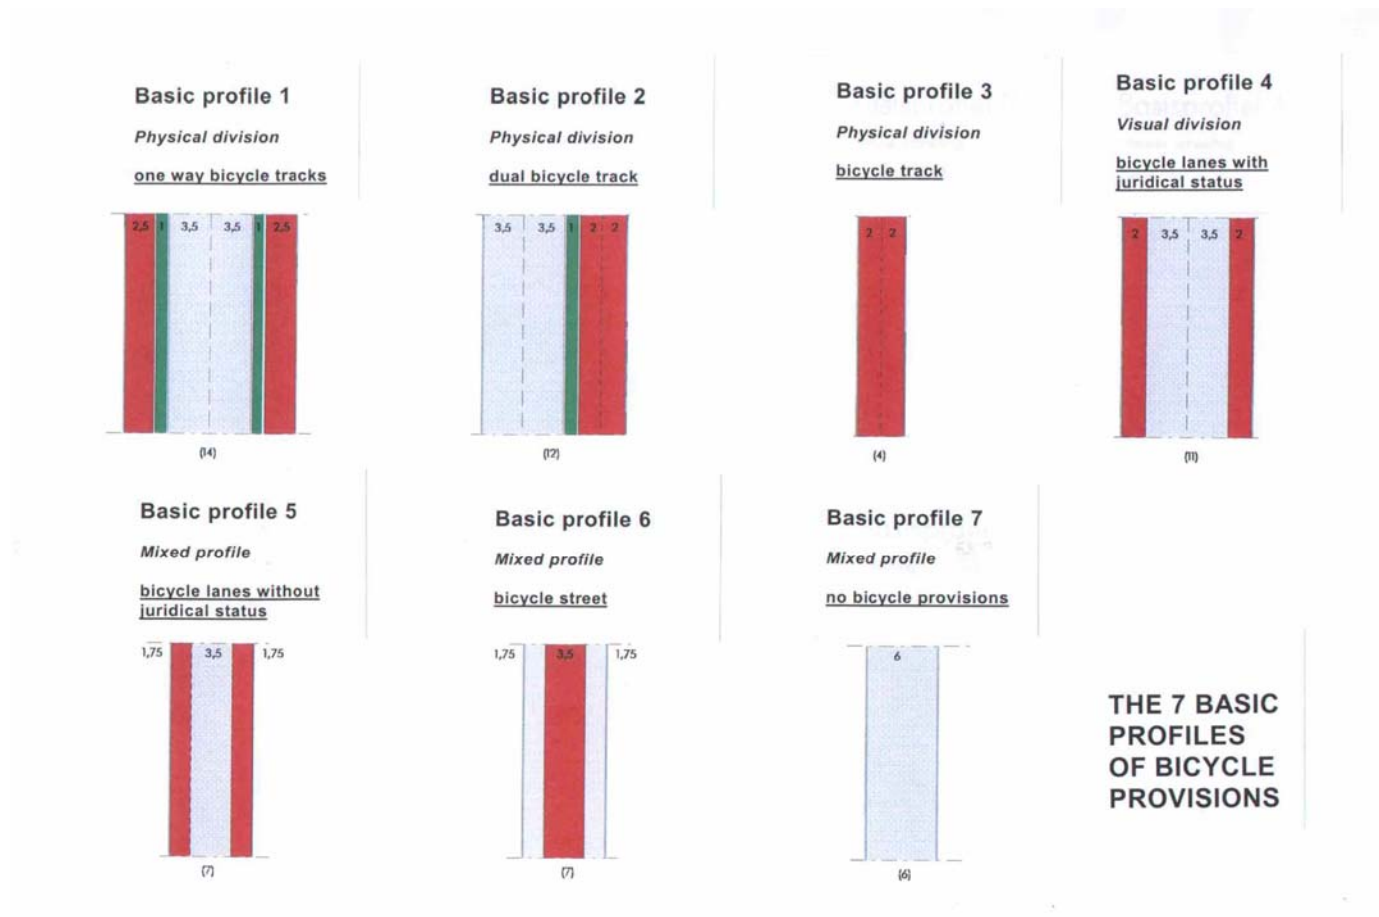 Basic profile 1
Physical division
one way bicycle tracks
2,5 1 3,5 3,5 1 2,5
(14)
Basic profile 2
Physical division
dual bicycle track
3,5 3,5 1 2 2
(12)
Basic profile 3
Physical division
bicycle track
2 2
(4)
Basic profile 4
Visual division
bicycle lanes with
juridical status
2 3,5 3,5 2
(11)
Basic profile 5
Mixed profile
bicycle lanes without
juridical status
1,75 3,5 1,75
(7)
Basic profile 6
Mixed profile
bicycle street
1,75 3,5 1,75
(7)
Basic profile 7
Mixed profile
no bicycle provisions
6
(6)
THE 7 BASIC
PROFILES
OF BICYCLE
PROVISIONS